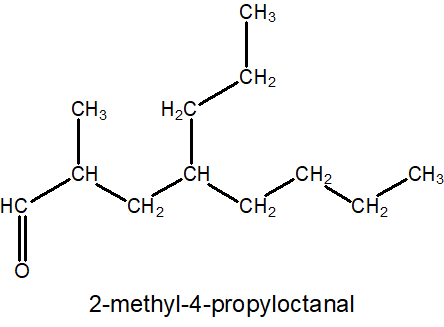 CH3
CH2
CH3
H2C
HC
CH
CH2
CH
CH2
CH2
CH2
CH3
O
2-methyl-4-propyloctanal